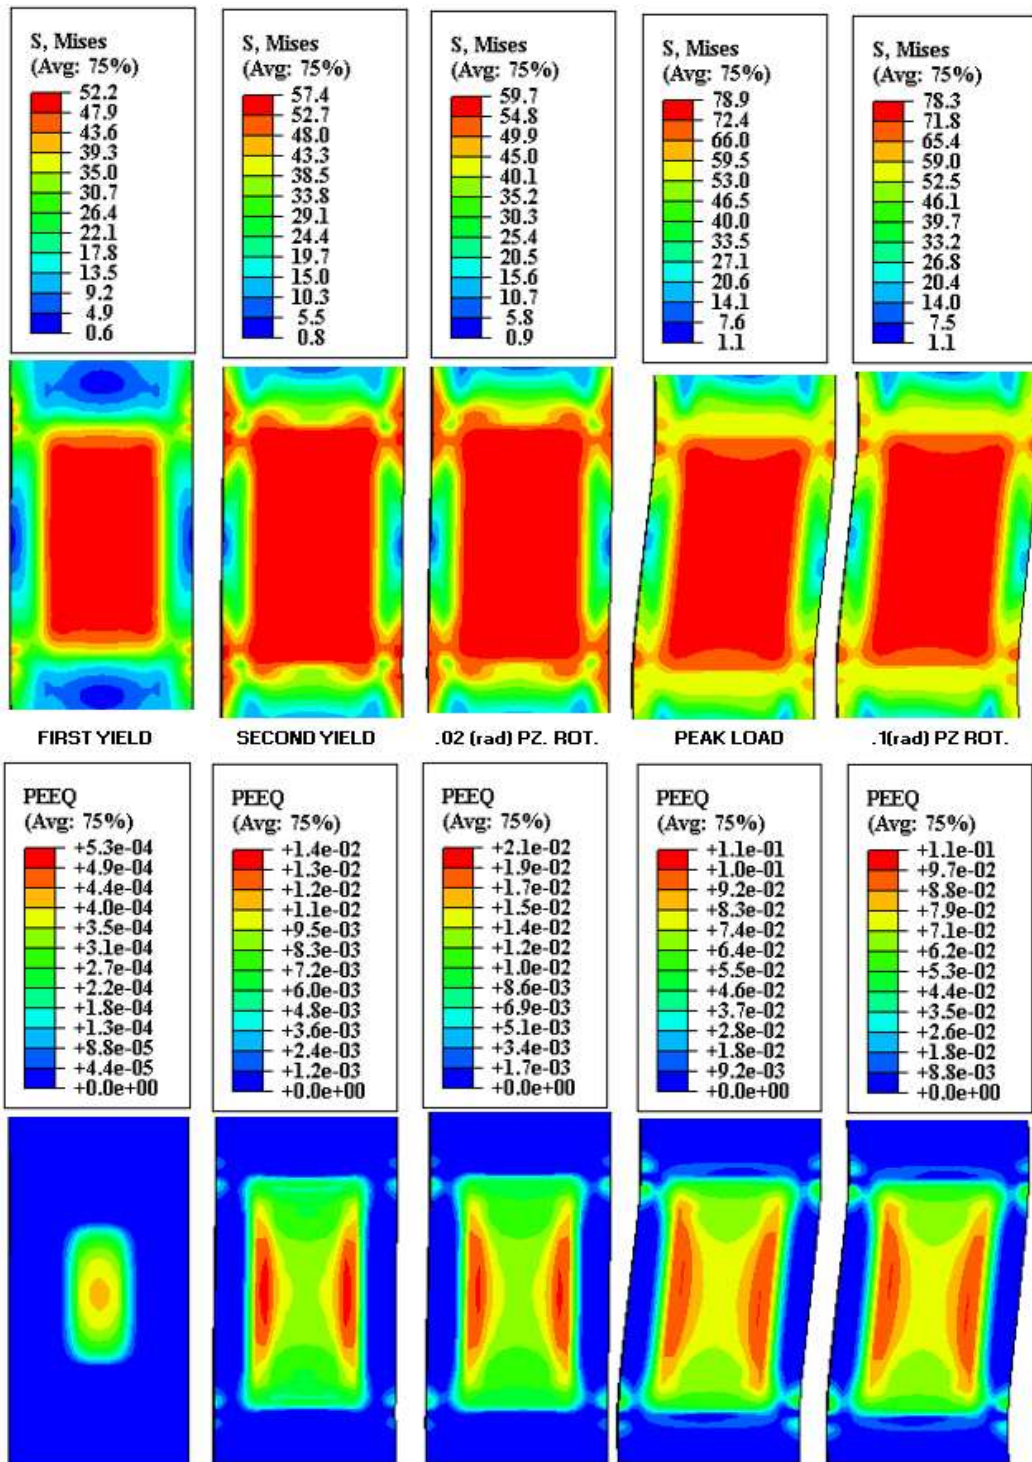 S, Mises
(Avg: 75%)
52.2
47.9
43.6
39.3
35.0
30.7
26.4
22.1
17.8
13.5
9.2
4.9
0.6
S, Mises
(Avg: 75%)
57.4
52.7
48.0
43.3
38.5
33.8
29.1
24.4
19.7
15.0
10.3
5.5
0.8
S, Mises
(Avg: 75%)
59.7
54.8
49.9
45.0
40.1
35.2
30.3
25.4
20.5
15.6
10.7
5.8
0.9
S, Mises
(Avg: 75%)
78.9
72.4
66.0
59.5
53.0
46.5
40.0
33.5
27.1
20.6
14.1
7.6
1.1
S, Mises
(Avg: 75%)
78.3
71.8
65.4
59.0
52.5
46.1
39.7
33.2
26.8
20.4
14.0
7.5
1.1
FIRST YIELD
SECOND YIELD
.02 (rad) PZ. ROT.
PEAK LOAD
.1(rad) PZ ROT.
PEEQ
(Avg: 75%)
+5.3e-04
+4.9e-04
+4.4e-04
+4.0e-04
+3.5e-04
+3.1e-04
+2.7e-04
+2.2e-04
+1.8e-04
+1.3e-04
+8.8e-05
+4.4e-05
+0.0e+00
PEEQ
(Avg: 75%)
+1.4e-02
+1.3e-02
+1.2e-02
+1.1e-02
+9.5e-03
+8.3e-03
+7.2e-03
+6.0e-03
+4.8e-03
+3.6e-03
+2.4e-03
+1.2e-03
+0.0e+00
PEEQ
(Avg: 75%)
+2.1e-02
+1.9e-02
+1.7e-02
+1.5e-02
+1.4e-02
+1.2e-02
+1.0e-02
+8.6e-03
+6.9e-03
+5.1e-03
+3.4e-03
+1.7e-03
+0.0e+00
PEEQ
(Avg: 75%)
+1.1e-01
+1.0e-01
+9.2e-02
+8.3e-02
+7.4e-02
+6.4e-02
+5.5e-02
+4.6e-02
+3.7e-02
+2.8e-02
+1.8e-02
+9.2e-03
+0.0e+00
PEEQ
(Avg: 75%)
+1.1e-01
+9.7e-02
+8.8e-02
+7.9e-02
+7.1e-02
+6.2e-02
+5.3e-02
+4.4e-02
+3.5e-02
+2.6e-02
+1.8e-02
+8.8e-03
+0.0e+00